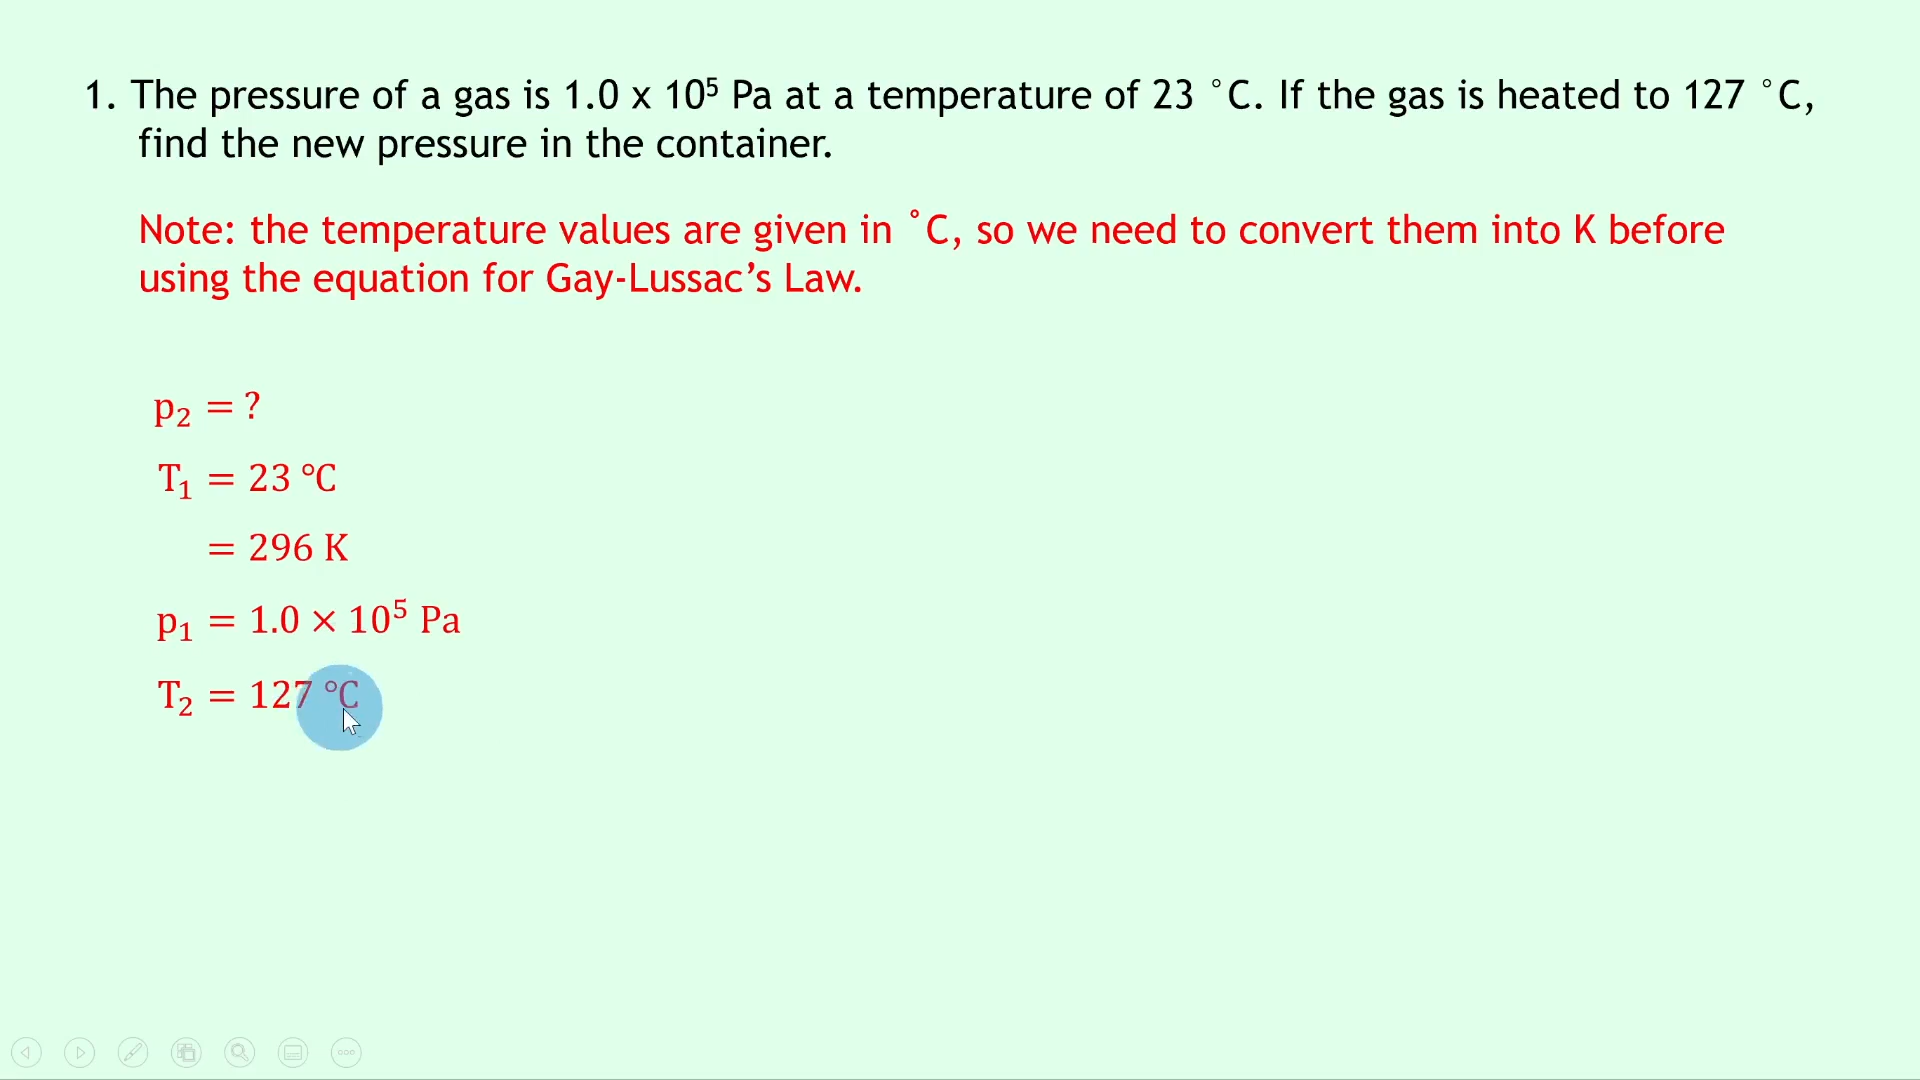 1. The pressure of a gas is 1.0 x 10⁵ Pa at a temperature of 23 °C. If the gas is heated to 127 °C,
find the new pressure in the container.
Note: the temperature values are given in °C, so we need to convert them into K before
using the equation for Gay-Lussac’s Law.
p₂ = ?
T₁ = 23 °C
= 296 K
p₁ = 1.0 × 10⁵ Pa
T₂ = 127 °C